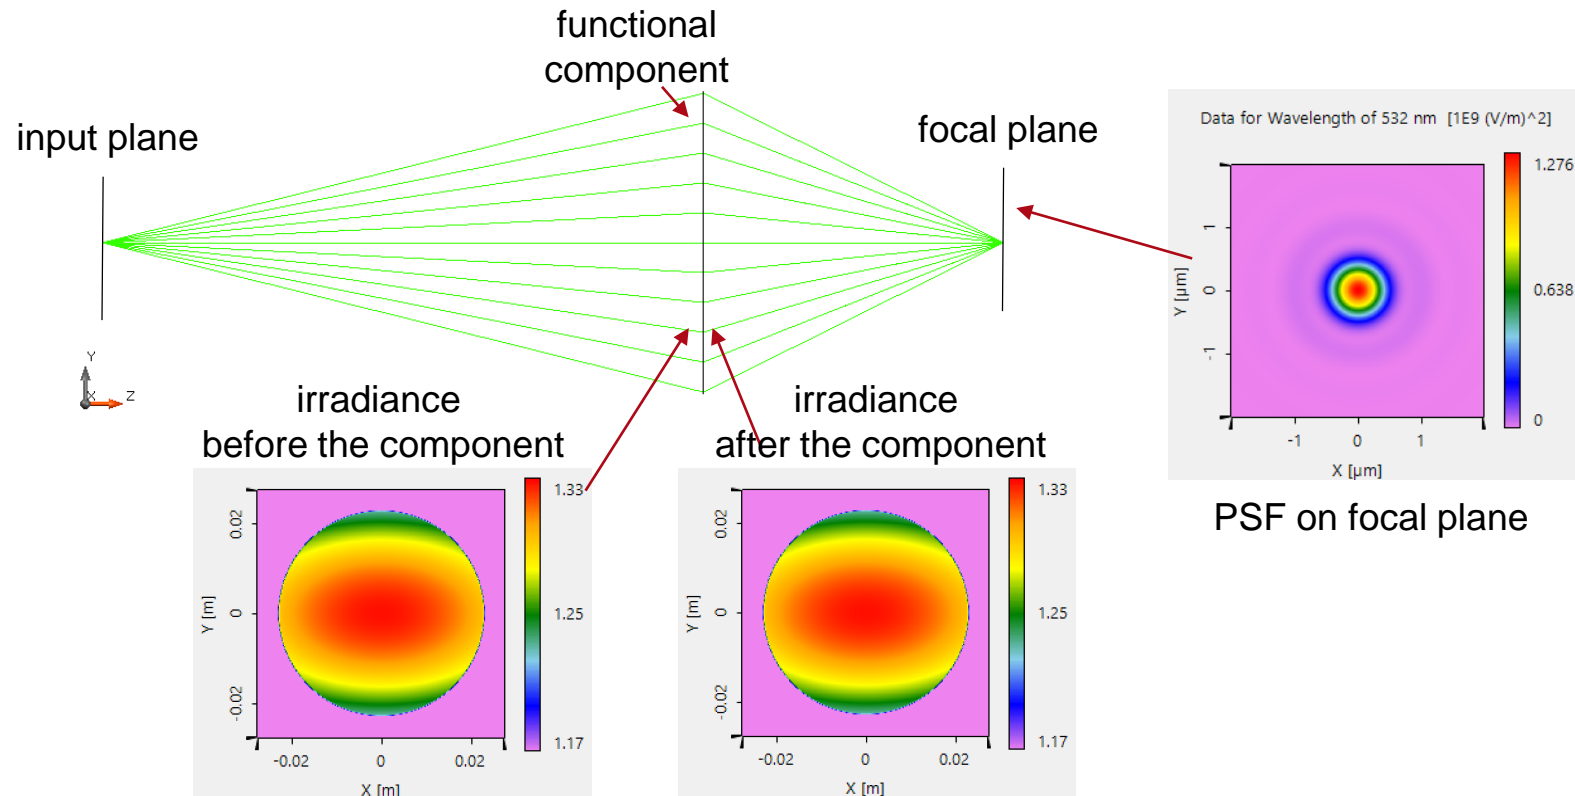 functional
component
input plane
focal plane
Data for Wavelength of 532 nm  [1E9 (V/m)^2]
1.276
0.638
0
1
0
-1
Y [µm]
-1
0
1
X [µm]
PSF on focal plane
Y
X
Z
irradiance
before the component
1.33
1.25
1.17
0.02
0
-0.02
Y [m]
-0.02
0
0.02
X [m]
irradiance
after the component
1.33
1.25
1.17
0.02
0
-0.02
Y [m]
-0.02
0
0.02
X [m]